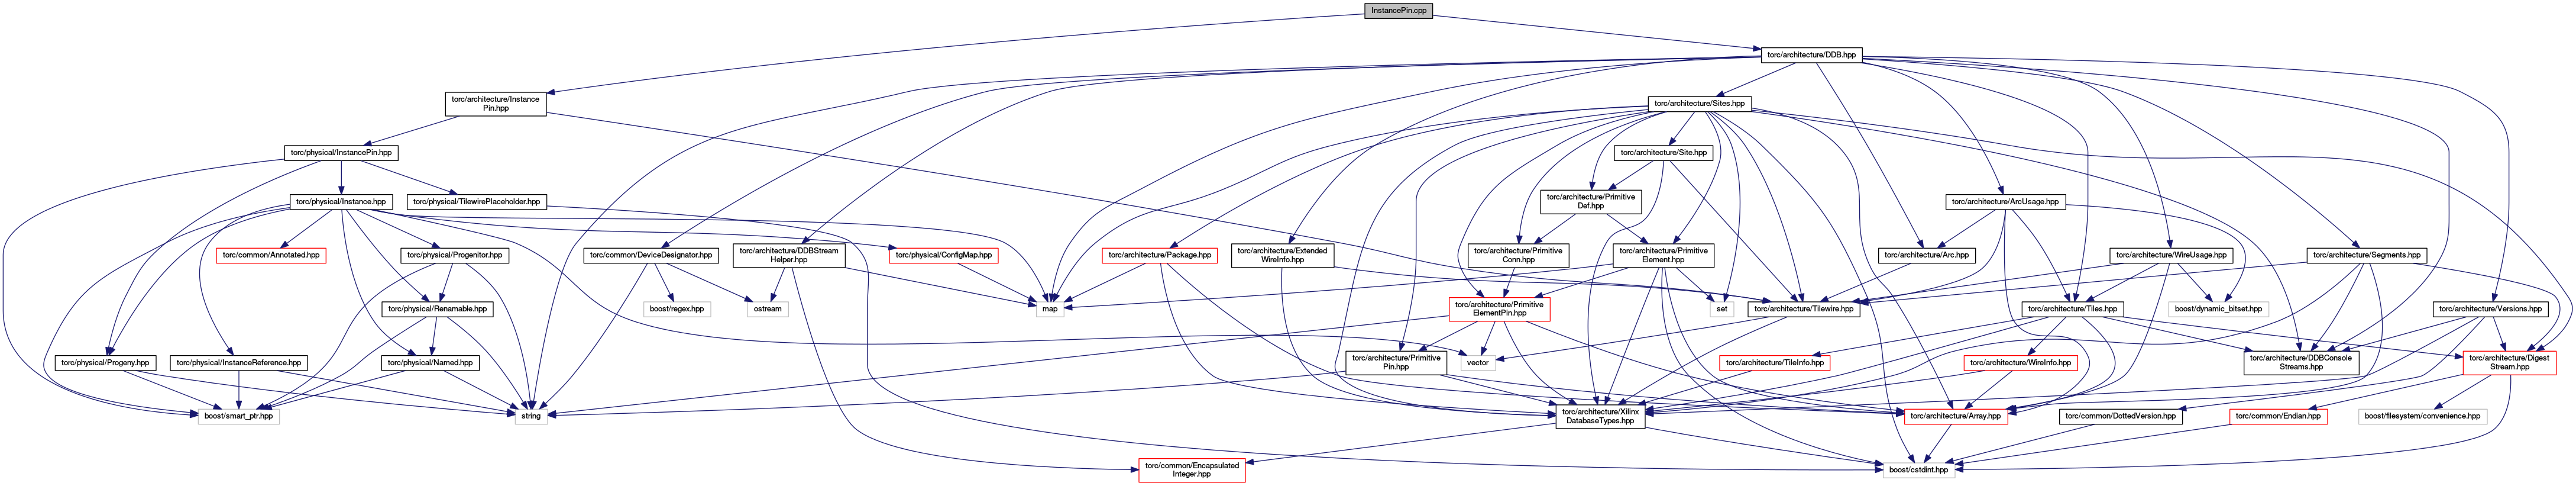 InstancePin.cpp
torc/architecture/DDB.hpp
torc/architecture/Instance
Pin.hpp
torc/architecture/Sites.hpp
torc/physical/InstancePin.hpp
torc/architecture/Site.hpp
torc/physical/Instance.hpp
torc/physical/TilewirePlaceholder.hpp
torc/architecture/Primitive
Def.hpp
torc/architecture/ArcUsage.hpp
torc/common/Annotated.hpp
torc/physical/Progenitor.hpp
torc/common/DeviceDesignator.hpp
torc/architecture/DDBStream
Helper.hpp
torc/physical/ConfigMap.hpp
torc/architecture/Package.hpp
torc/architecture/Extended
WireInfo.hpp
torc/architecture/Primitive
Conn.hpp
torc/architecture/Primitive
Element.hpp
torc/architecture/Arc.hpp
torc/architecture/WireUsage.hpp
torc/architecture/Segments.hpp
torc/physical/Renamable.hpp
boost/regex.hpp
ostream
map
torc/architecture/Primitive
ElementPin.hpp
set
torc/architecture/Tilewire.hpp
torc/architecture/Tiles.hpp
boost/dynamic_bitset.hpp
torc/architecture/Versions.hpp
torc/physical/Progeny.hpp
torc/physical/InstanceReference.hpp
torc/physical/Named.hpp
torc/architecture/Primitive
Pin.hpp
vector
torc/architecture/TileInfo.hpp
torc/architecture/WireInfo.hpp
torc/architecture/DDBConsole
Streams.hpp
torc/architecture/Digest
Stream.hpp
boost/smart_ptr.hpp
string
torc/architecture/Xilinx
DatabaseTypes.hpp
torc/architecture/Array.hpp
torc/common/DottedVersion.hpp
torc/common/Endian.hpp
boost/filesystem/convenience.hpp
torc/common/Encapsulated
Integer.hpp
boost/cstdint.hpp